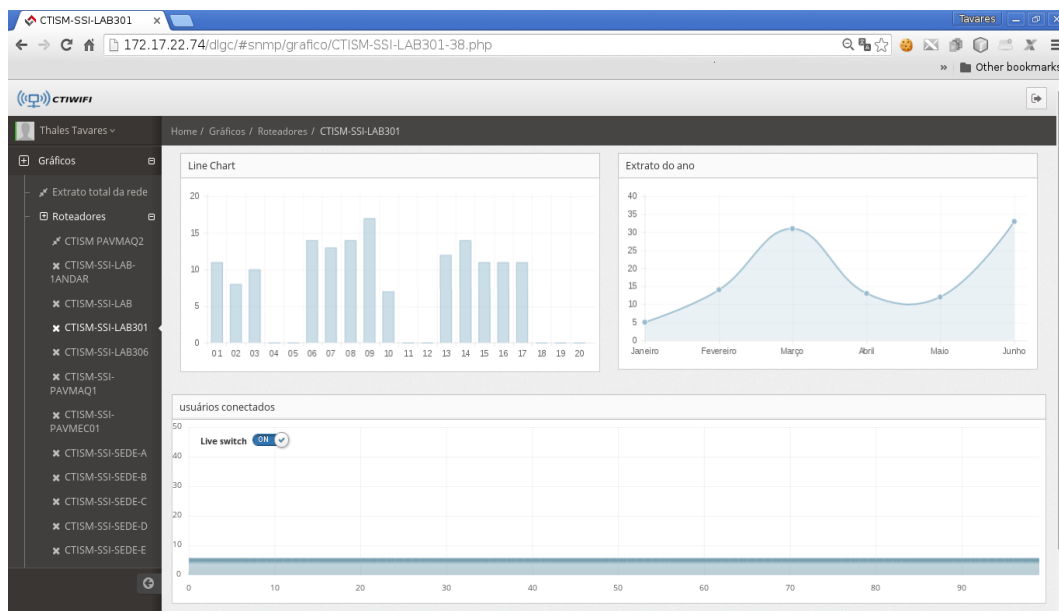 CTISM-SSI-LAB301
Tavares
172.17.22.74/dlgc/#snmp/grafico/CTISM-SSI-LAB301-38.php
» Other bookmarks
CTIWIFI
Thales Tavares
Home / Gráficos / Roteadores / CTISM-SSI-LAB301
Gráficos
Extrato total da rede
Roteadores
CTISM PAVMAQ2
CTISM-SSI-LAB-
1ANDAR
CTISM-SSI-LAB
CTISM-SSI-LAB301
CTISM-SSI-LAB306
CTISM-SSI-
PAVMAQ1
CTISM-SSI-
PAVMEC01
CTISM-SSI-SEDE-A
CTISM-SSI-SEDE-B
CTISM-SSI-SEDE-C
CTISM-SSI-SEDE-D
CTISM-SSI-SEDE-E
Line Chart
20
15
10
5
0
01 02 03 04 05 06 07 08 09 10 11 12 13 14 15 16 17 18 19 20
Extrato do ano
40
35
30
25
20
15
10
5
0
Janeiro Fevereiro Março Abril Maio Junho
usuários conectados
Live switch ON
50
40
30
20
10
0
0 10 20 30 40 50 60 70 80 90